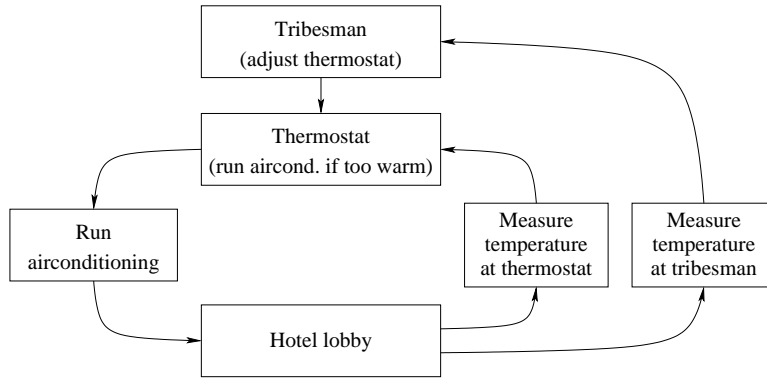 Tribesman
(adjust thermostat)
Thermostat
(run aircond. if too warm)
Run
airconditioning
Measure
temperature
at thermostat
Measure
temperature
at tribesman
Hotel lobby